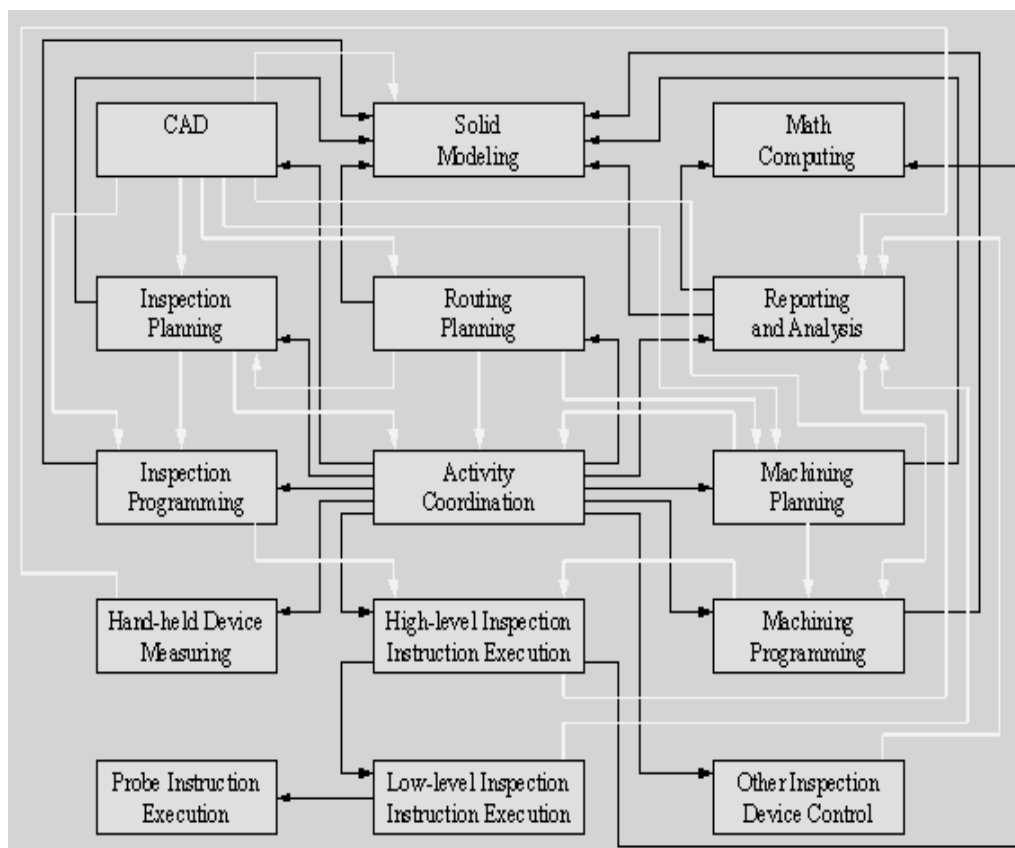 CAD
Solid
Modeling
Math
Computing
Inspection
Planning
Routing
Planning
Reporting
and Analysis
Inspection
Programming
Activity
Coordination
Machining
Planning
Hand-held Device
Measuring
High-level Inspection
Instruction Execution
Machining
Programming
Probe Instruction
Execution
Low-level Inspection
Instruction Execution
Other Inspection
Device Control